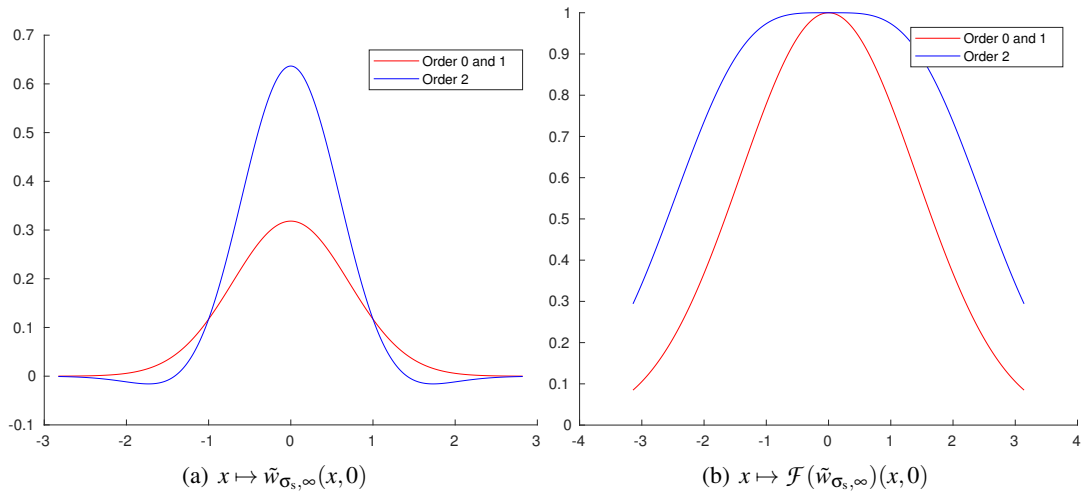 0.7
0.6
0.5
0.4
0.3
0.2
0.1
0
-0.1
-3 -2 -1 0 1 2 3
Order 0 and 1
Order 2
(a) x ↦ w̃_{σ_s,∞}(x,0)
1
0.9
0.8
0.7
0.6
0.5
0.4
0.3
0.2
0.1
0
-4 -3 -2 -1 0 1 2 3 4
Order 0 and 1
Order 2
(b) x ↦ ℱ(w̃_{σ_s,∞})(x,0)